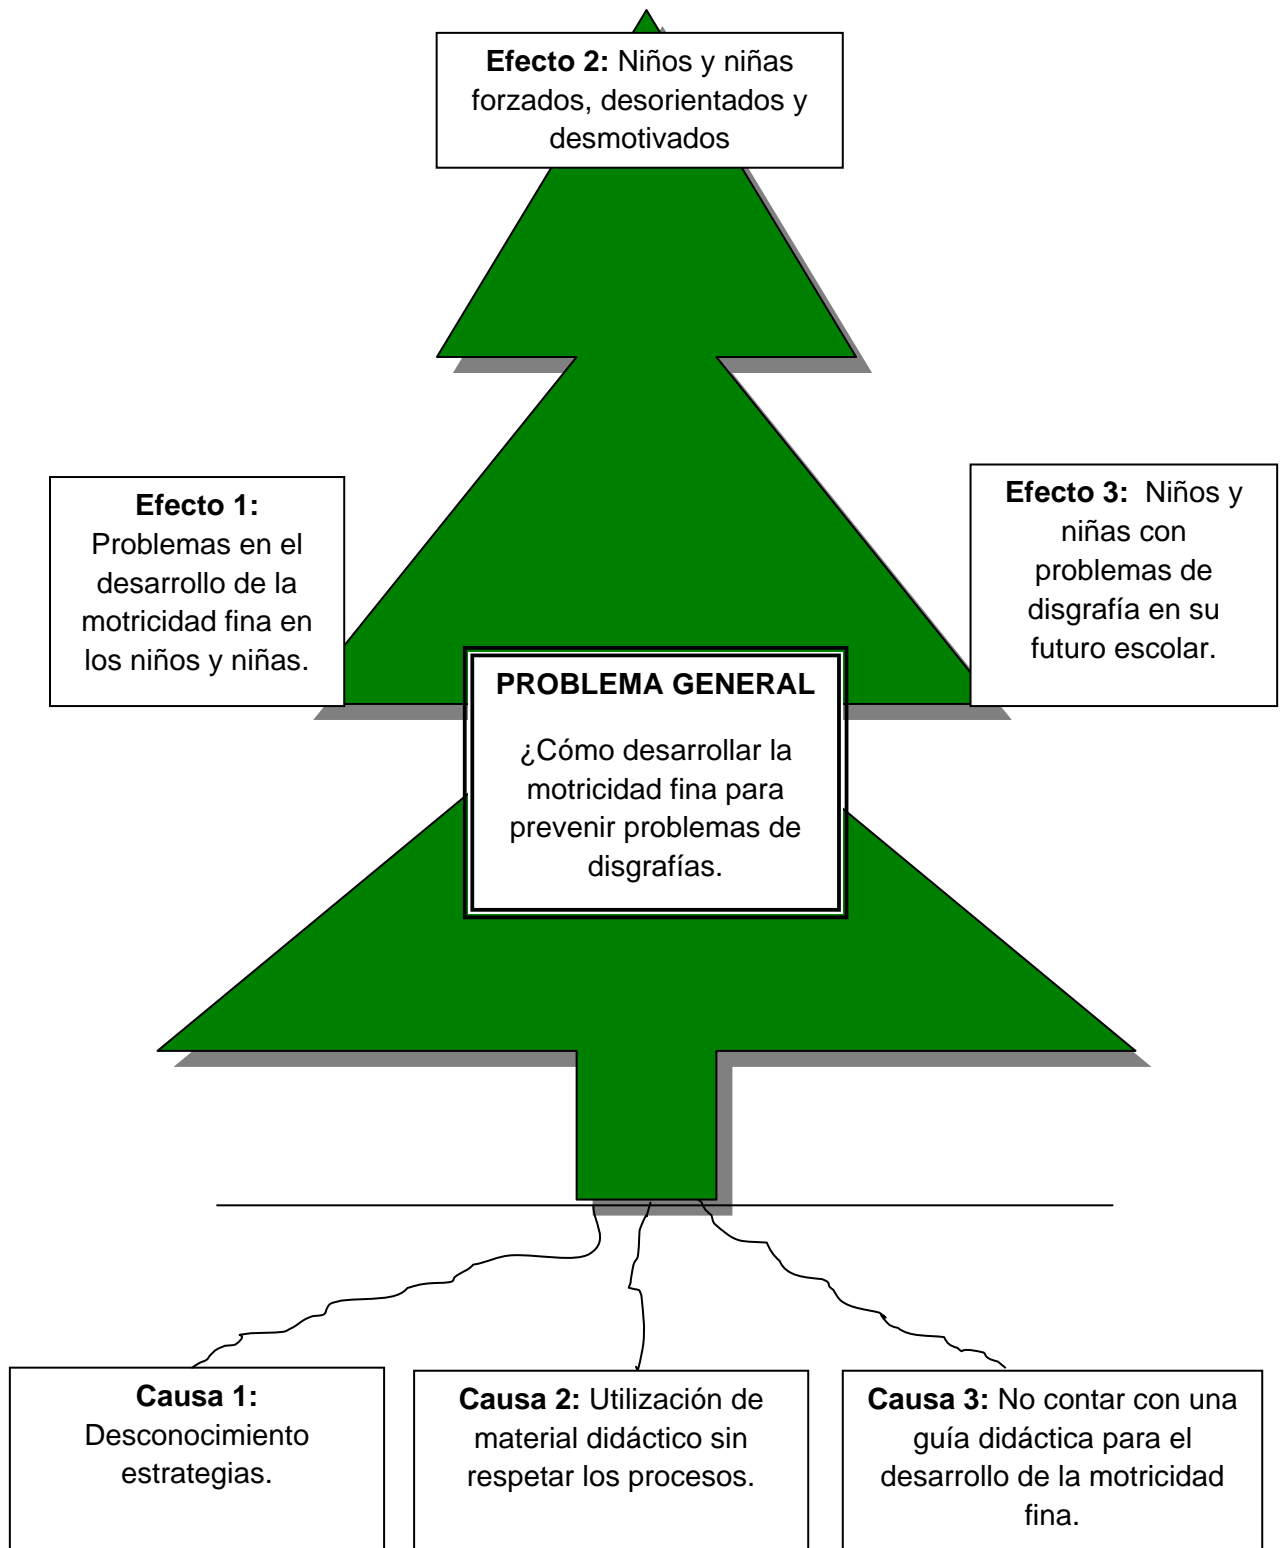 Efecto 2: Niños y niñas
forzados, desorientados y
desmotivados
Efecto 1:
Problemas en el
desarrollo de la
motricidad fina en
los niños y niñas.
Efecto 3: Niños y
niñas con
problemas de
disgrafía en su
futuro escolar.
PROBLEMA GENERAL
¿Cómo desarrollar la
motricidad fina para
prevenir problemas de
disgrafías.
Causa 1:
Desconocimiento
estrategias.
Causa 2: Utilización de
material didáctico sin
respetar los procesos.
Causa 3: No contar con una
guía didáctica para el
desarrollo de la motricidad
fina.